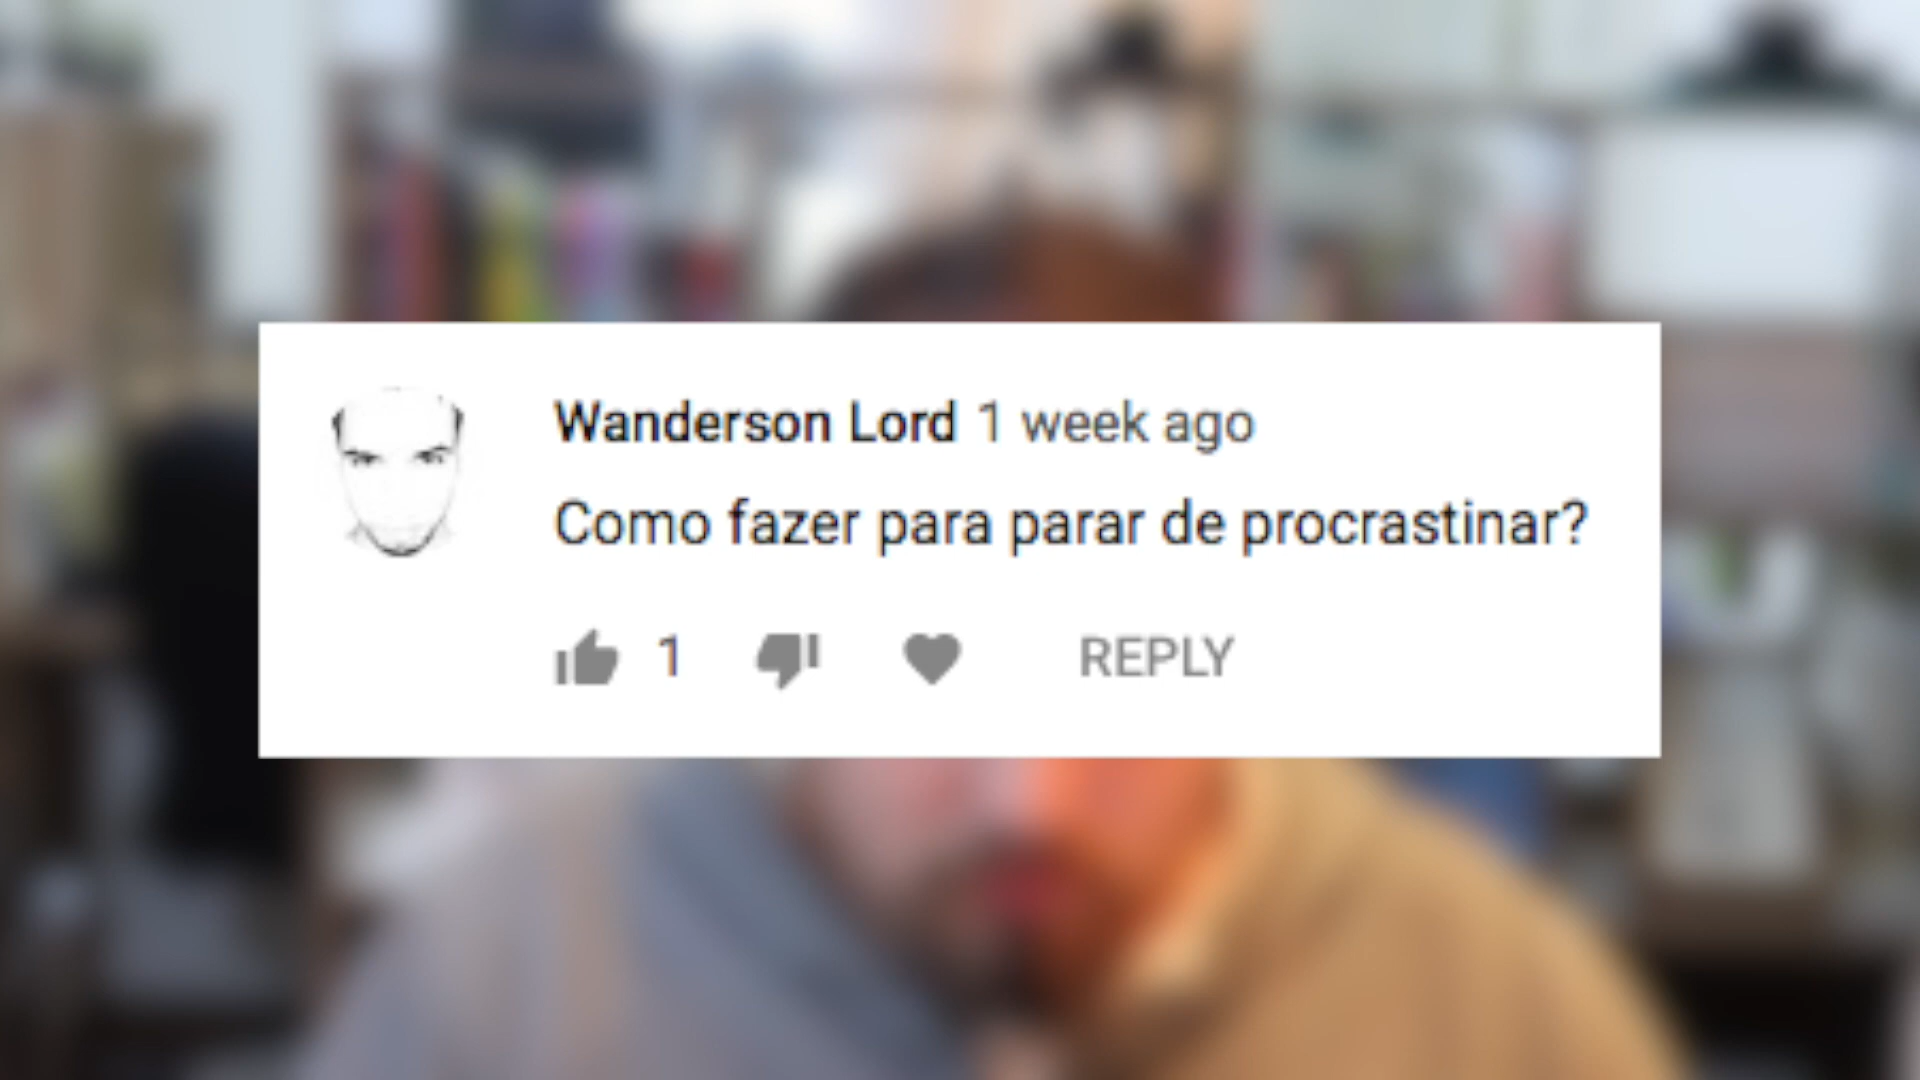 Wanderson Lord 1 week ago
Como fazer para parar de procrastinar?
1 REPLY